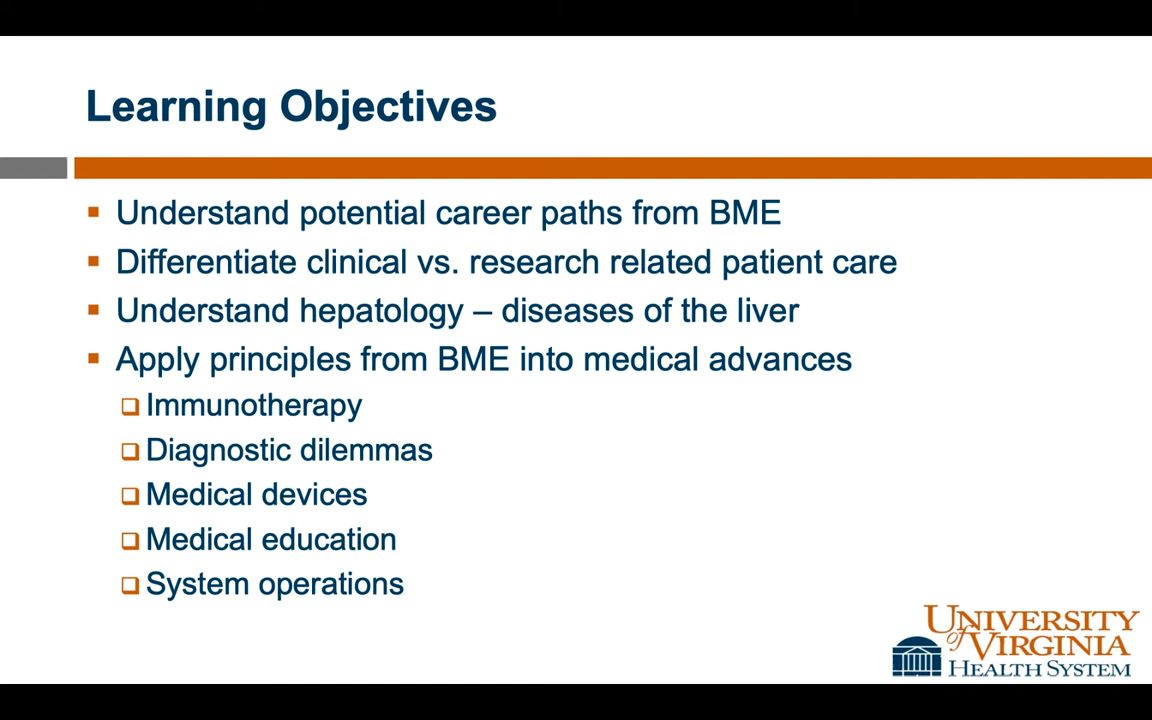 Learning Objectives
Understand potential career paths from BME
Differentiate clinical vs. research related patient care
Understand hepatology – diseases of the liver
Apply principles from BME into medical advances
Immunotherapy
Diagnostic dilemmas
Medical devices
Medical education
System operations
UNIVERSITY
of VIRGINIA
HEALTH SYSTEM